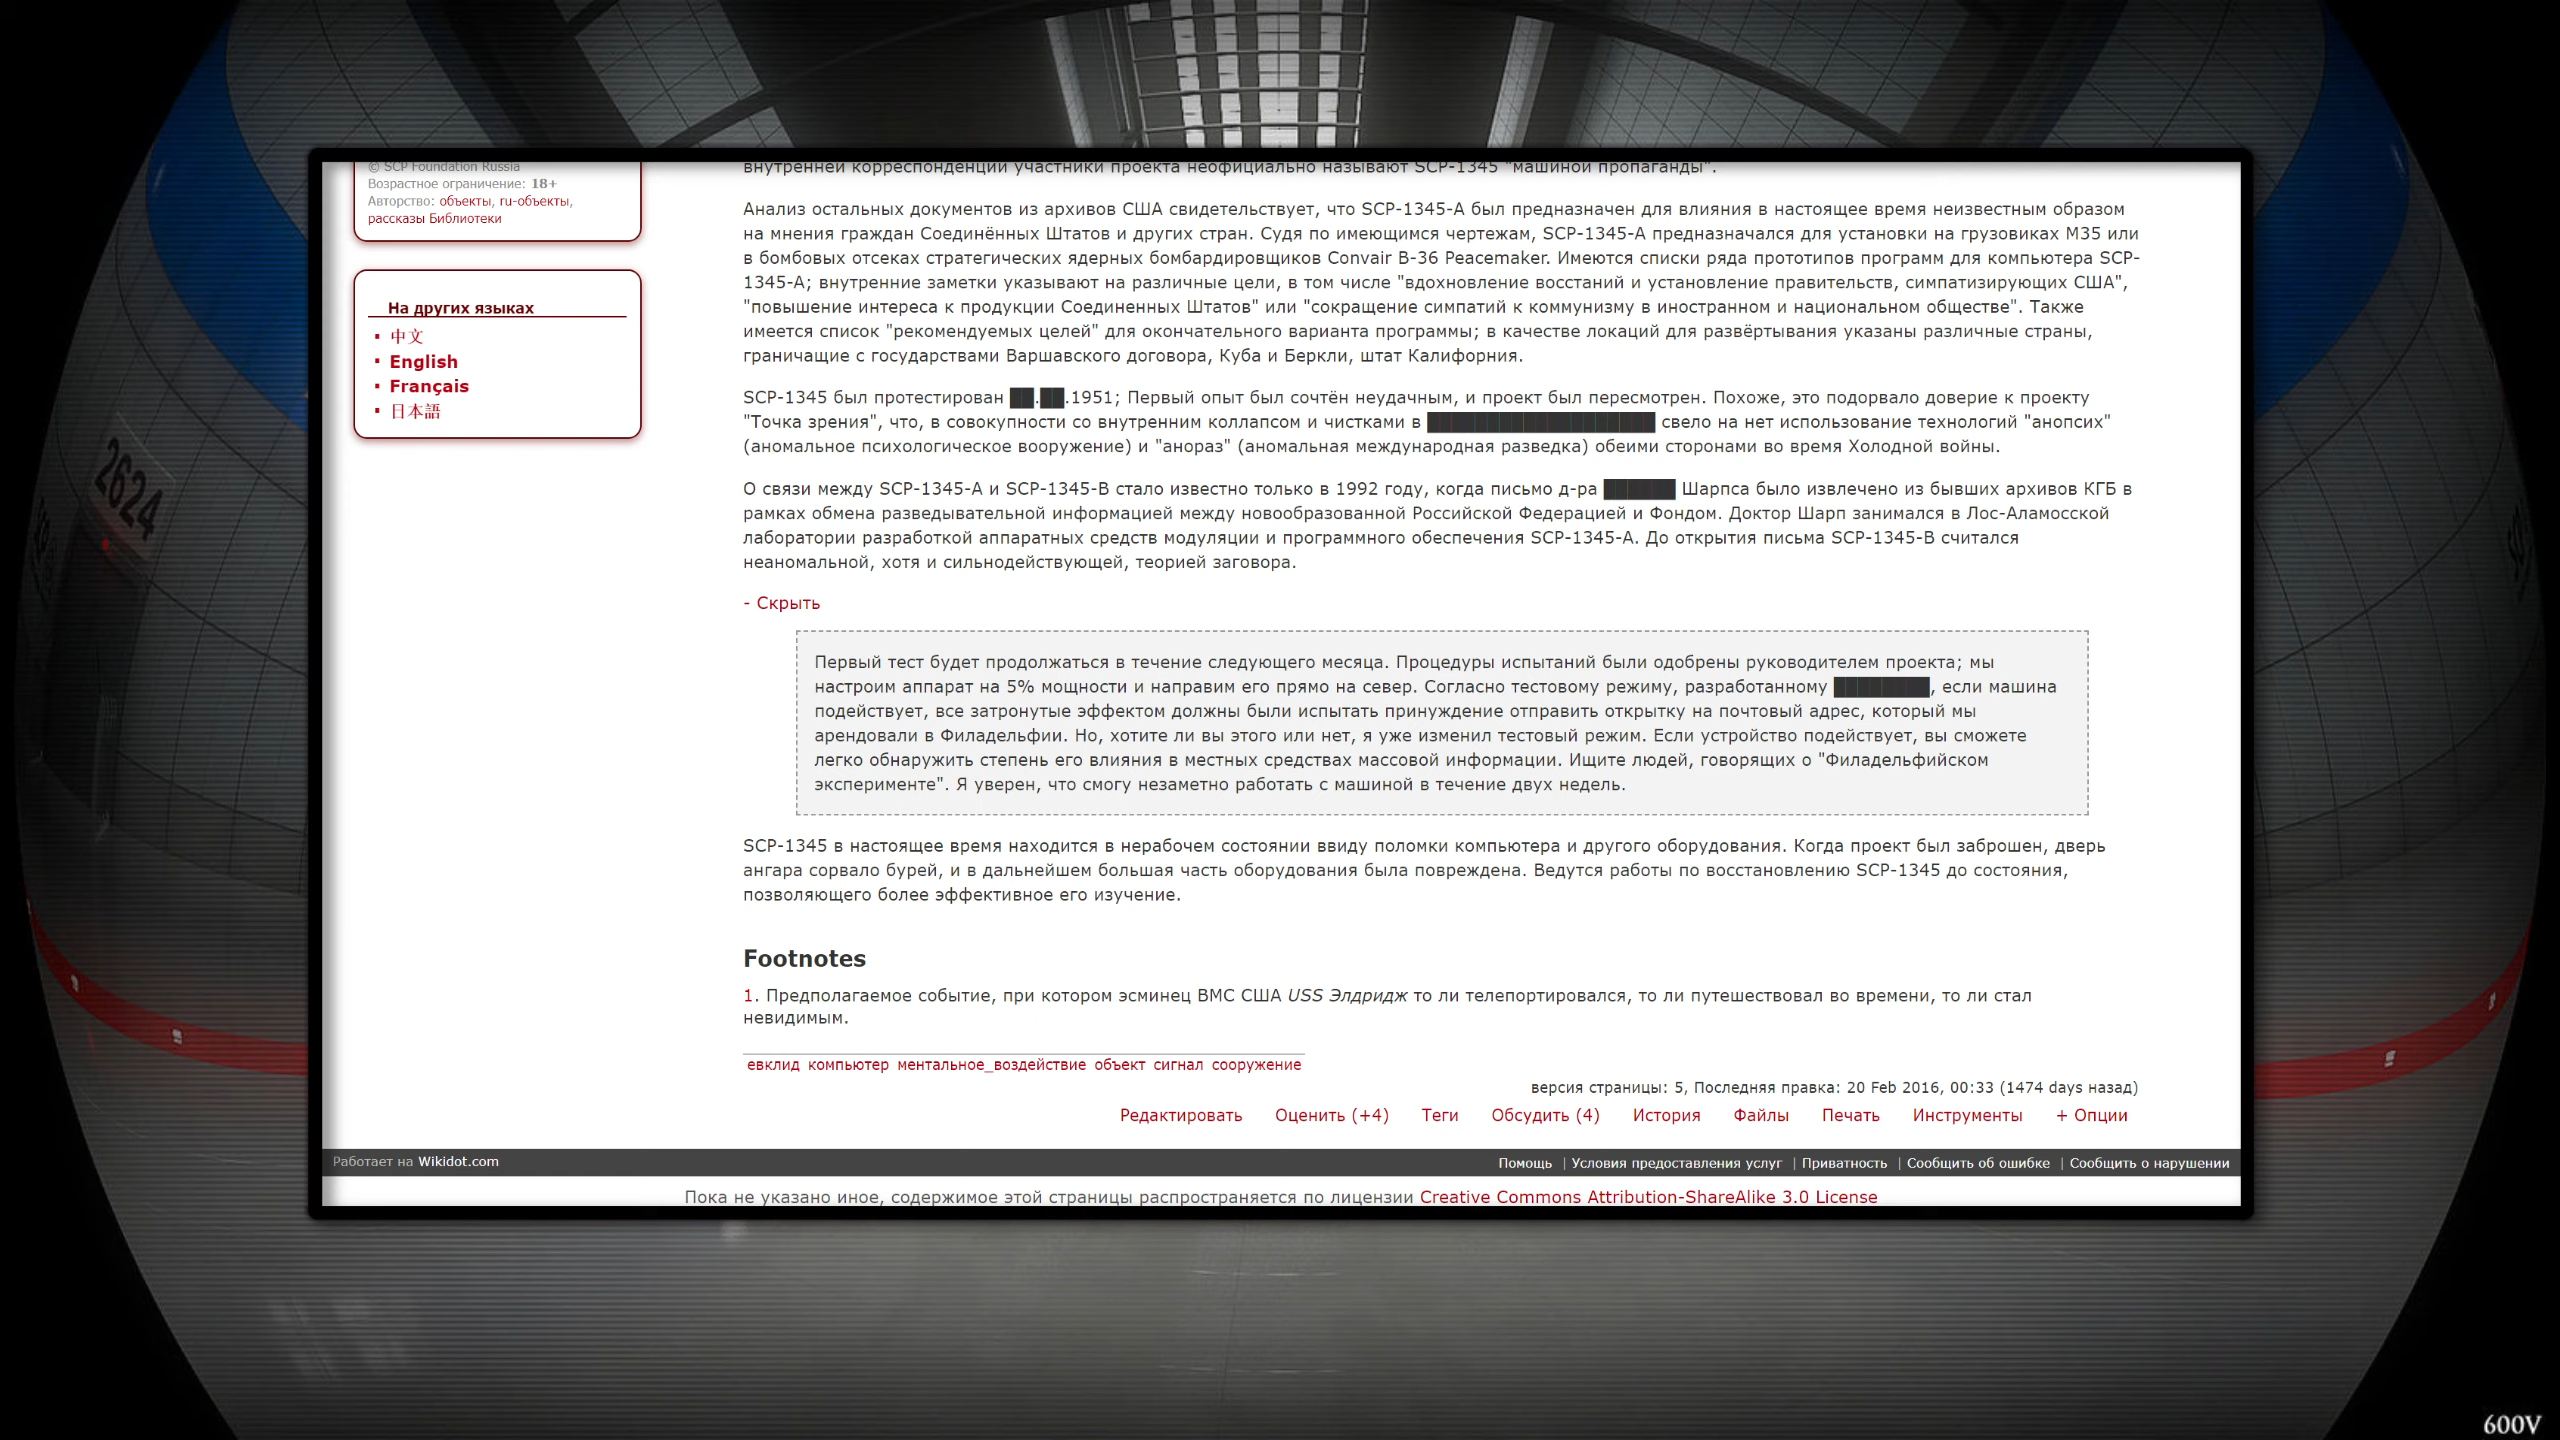 © SCP Foundation Russia
Возрастное ограничение: 18+
Авторство: объекты, ru-объекты,
рассказы Библиотеки
На других языках
中文
English
Français
日本語
внутренней корреспонденции участники проекта неофициально называют SCP-1345 "машиной пропаганды".
Анализ остальных документов из архивов США свидетельствует, что SCP-1345-A был предназначен для влияния в настоящее время неизвестным образом
на мнения граждан Соединённых Штатов и других стран. Судя по имеющимся чертежам, SCP-1345-A предназначался для установки на грузовиках М35 или
в бомбовых отсеках стратегических ядерных бомбардировщиков Convair B-36 Peacemaker. Имеются списки ряда прототипов программ для компьютера SCP-
1345-A; внутренние заметки указывают на различные цели, в том числе "вдохновление восстаний и установление правительств, симпатизирующих США",
"повышение интереса к продукции Соединенных Штатов" или "сокращение симпатий к коммунизму в иностранном и национальном обществе". Также
имеется список "рекомендуемых целей" для окончательного варианта программы; в качестве локаций для развёртывания указаны различные страны,
граничащие с государствами Варшавского договора, Куба и Беркли, штат Калифорния.
SCP-1345 был протестирован ██.██.1951; Первый опыт был сочтён неудачным, и проект был пересмотрен. Похоже, это подорвало доверие к проекту
"Точка зрения", что, в совокупности со внутренним коллапсом и чистками в ███████████████████ свело на нет использование технологий "анопсих"
(аномальное психологическое вооружение) и "анораз" (аномальная международная разведка) обеими сторонами во время Холодной войны.
О связи между SCP-1345-A и SCP-1345-B стало известно только в 1992 году, когда письмо д-ра ██████ Шарпса было извлечено из бывших архивов КГБ в
рамках обмена разведывательной информацией между новообразованной Российской Федерацией и Фондом. Доктор Шарп занимался в Лос-Аламосской
лаборатории разработкой аппаратных средств модуляции и программного обеспечения SCP-1345-A. До открытия письма SCP-1345-B считался
неаномальной, хотя и сильнодействующей, теорией заговора.
- Скрыть
Первый тест будет продолжаться в течение следующего месяца. Процедуры испытаний были одобрены руководителем проекта; мы
настроим аппарат на 5% мощности и направим его прямо на север. Согласно тестовому режиму, разработанному ████████, если машина
подействует, все затронутые эффектом должны были испытать принуждение отправить открытку на почтовый адрес, который мы
арендовали в Филадельфии. Но, хотите ли вы этого или нет, я уже изменил тестовый режим. Если устройство подействует, вы сможете
легко обнаружить степень его влияния в местных средствах массовой информации. Ищите людей, говорящих о "Филадельфийском
эксперименте". Я уверен, что смогу незаметно работать с машиной в течение двух недель.
SCP-1345 в настоящее время находится в нерабочем состоянии ввиду поломки компьютера и другого оборудования. Когда проект был заброшен, дверь
ангара сорвало бурей, и в дальнейшем большая часть оборудования была повреждена. Ведутся работы по восстановлению SCP-1345 до состояния,
позволяющего более эффективное его изучение.
Footnotes
1. Предполагаемое событие, при котором эсминец ВМС США USS Элдридж то ли телепортировался, то ли путешествовал во времени, то ли стал
невидимым.
евклид компьютер ментальное_воздействие объект сигнал сооружение
версия страницы: 5, Последняя правка: 20 Feb 2016, 00:33 (1474 days назад)
Редактировать Оценить (+4) Теги Обсудить (4) История Файлы Печать Инструменты + Опции
Работает на Wikidot.com
Помощь | Условия предоставления услуг | Приватность | Сообщить об ошибке | Сообщить о нарушении
Пока не указано иное, содержимое этой страницы распространяется по лицензии Creative Commons Attribution-ShareAlike 3.0 License
2624
600V